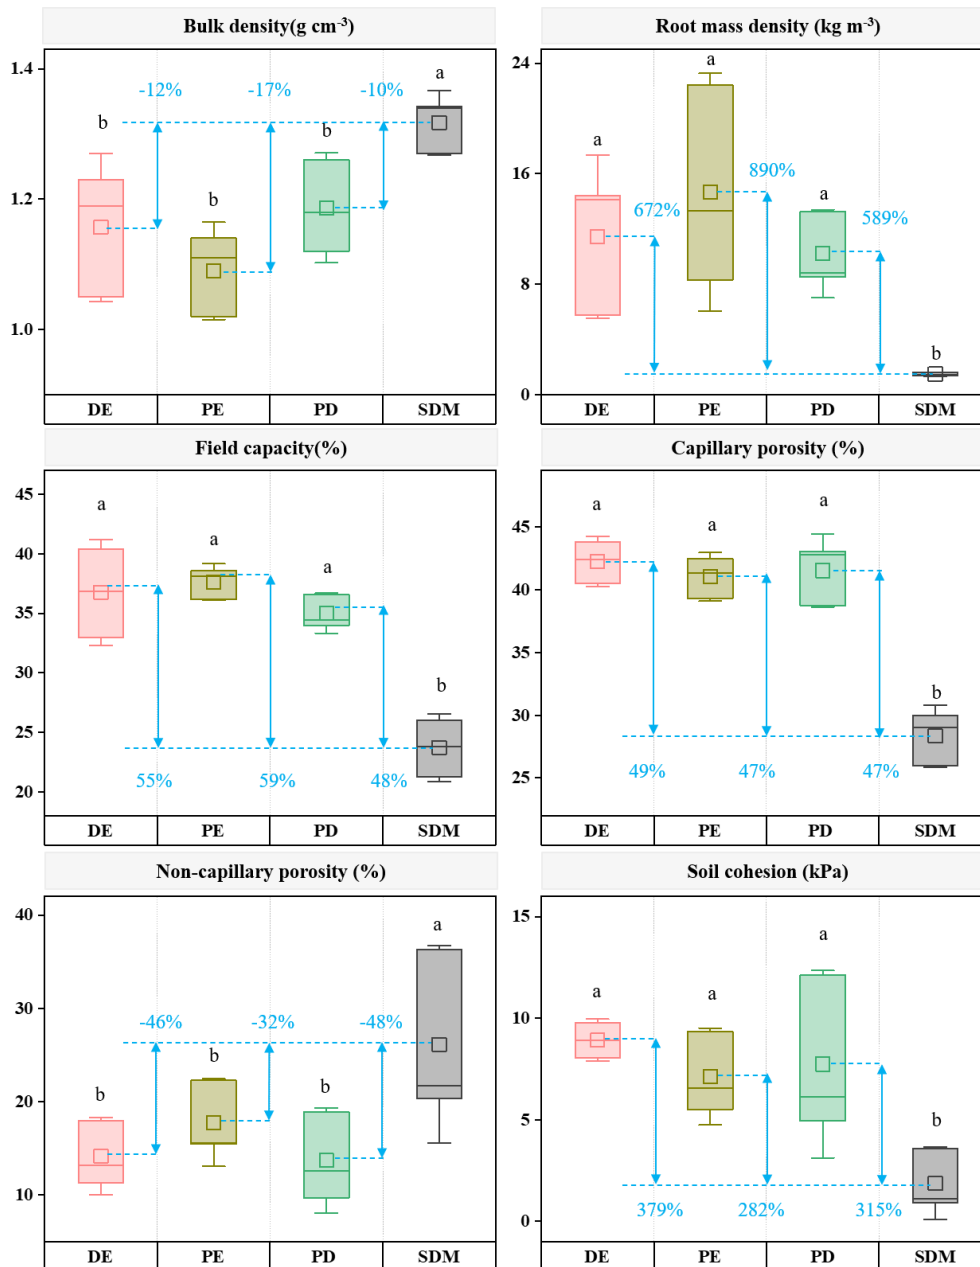 Bulk density(g cm⁻³)
1.4
1.2
1.0
-12%
-17%
-10%
b
b
b
a
DE PE PD SDM
Root mass density (kg m⁻³)
24
16
8
0
a
a
a
b
672%
890%
589%
DE PE PD SDM
Field capacity(%)
45
40
35
30
25
20
a
a
a
b
55%
59%
48%
DE PE PD SDM
Capillary porosity (%)
45
40
35
30
25
a
a
a
b
49%
47%
47%
DE PE PD SDM
Non-capillary porosity (%)
40
30
20
10
-46%
-32%
-48%
b
b
b
a
DE PE PD SDM
Soil cohesion (kPa)
15
10
5
0
a
a
a
b
379%
282%
315%
DE PE PD SDM